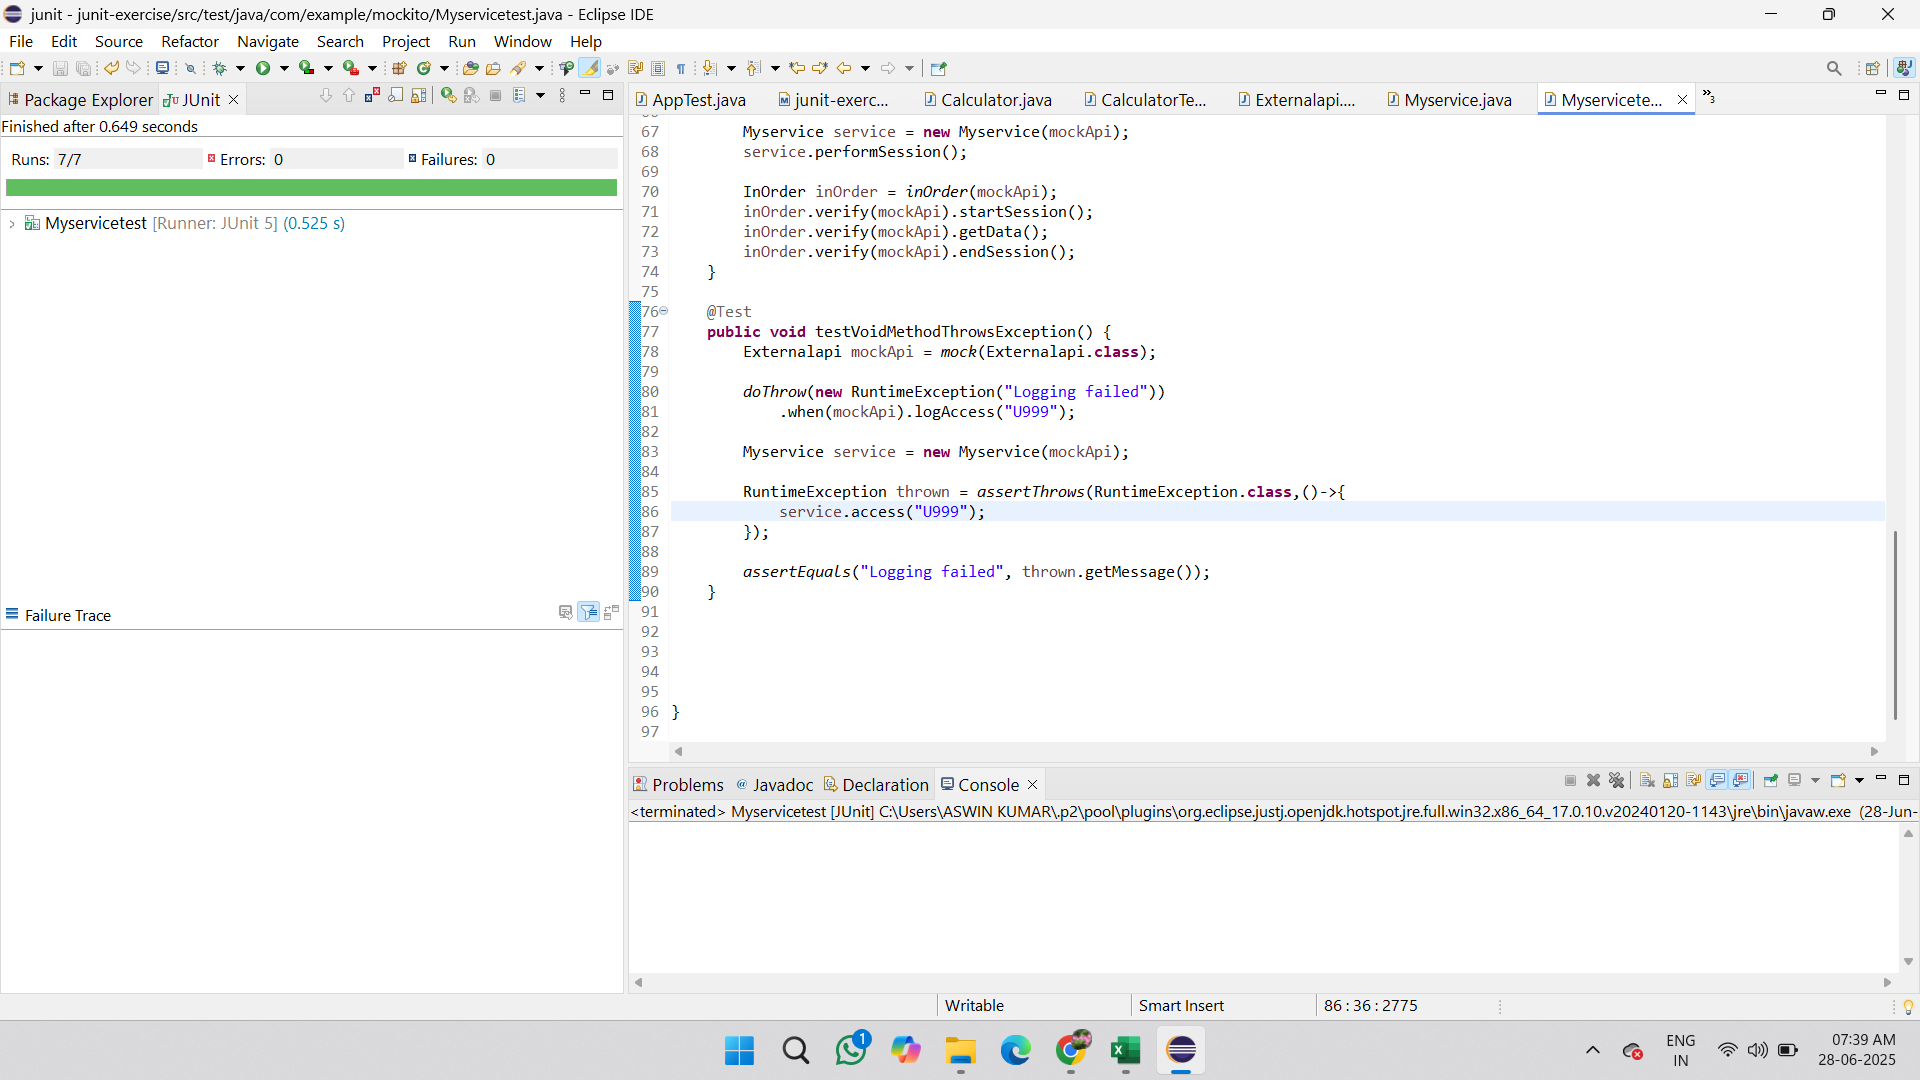 junit - junit-exercise/src/test/java/com/example/mockito/Myservicetest.java - Eclipse IDE
File Edit Source Refactor Navigate Search Project Run Window Help
Package Explorer JUnit
Finished after 0.649 seconds
Runs: 7/7 Errors: 0 Failures: 0
Myservicetest [Runner: JUnit 5] (0.525 s)
Failure Trace
AppTest.java junit-exerc... Calculator.java CalculatorTe... Externalapi.... Myservice.java Myservicete... »3
67 Myservice service = new Myservice(mockApi);
68 service.performSession();
69
70 InOrder inOrder = inOrder(mockApi);
71 inOrder.verify(mockApi).startSession();
72 inOrder.verify(mockApi).getData();
73 inOrder.verify(mockApi).endSession();
74 }
75
76 @Test
77 public void testVoidMethodThrowsException() {
78 Externalapi mockApi = mock(Externalapi.class);
79
80 doThrow(new RuntimeException("Logging failed"))
81 .when(mockApi).logAccess("U999");
82
83 Myservice service = new Myservice(mockApi);
84
85 RuntimeException thrown = assertThrows(RuntimeException.class,()->{
86 service.access("U999");
87 });
88
89 assertEquals("Logging failed", thrown.getMessage());
90 }
91
92
93
94
95
96 }
97
Problems @ Javadoc Declaration Console
<terminated> Myservicetest [JUnit] C:\Users\ASWIN KUMAR\.p2\pool\plugins\org.eclipse.justj.openjdk.hotspot.jre.full.win32.x86_64_17.0.10.v20240120-1143\jre\bin\javaw.exe (28-Jun-
Writable Smart Insert 86 : 36 : 2775
1
ENG
IN
07:39 AM
28-06-2025